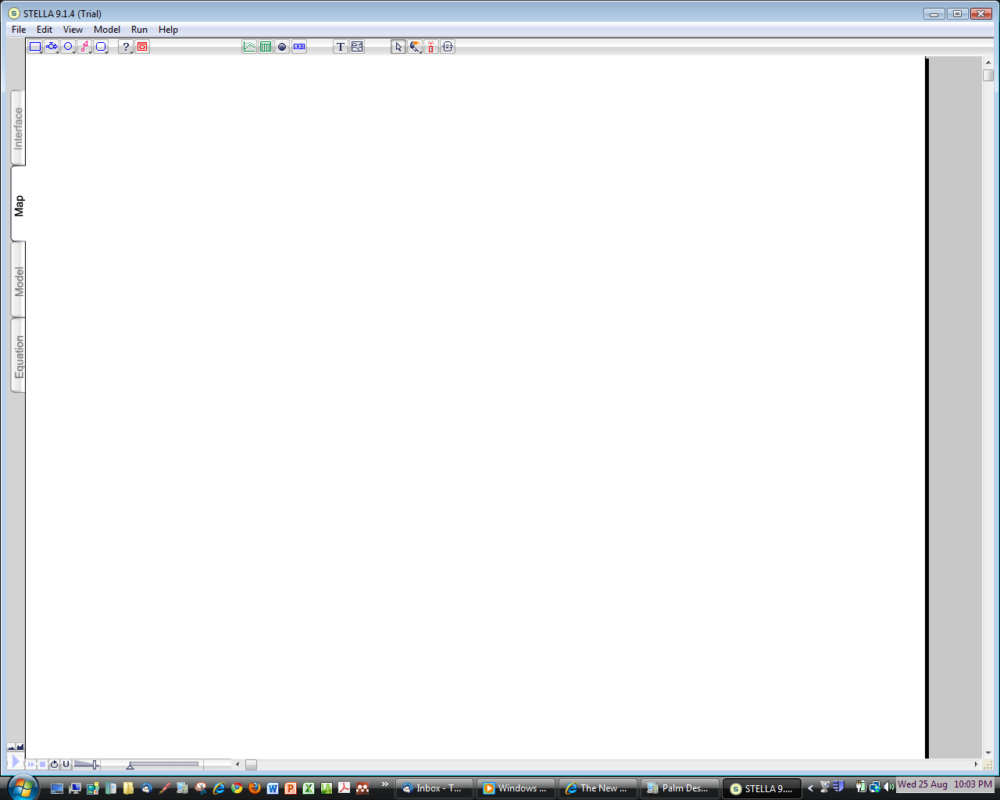 STELLA 9.1.4 (Trial)
File Edit View Model Run Help
? T
Interface
Map
Model
Equation
U
Inbox - T... Windows ... The New ... Palm Des... STELLA 9.... Wed 25 Aug 10:03 PM